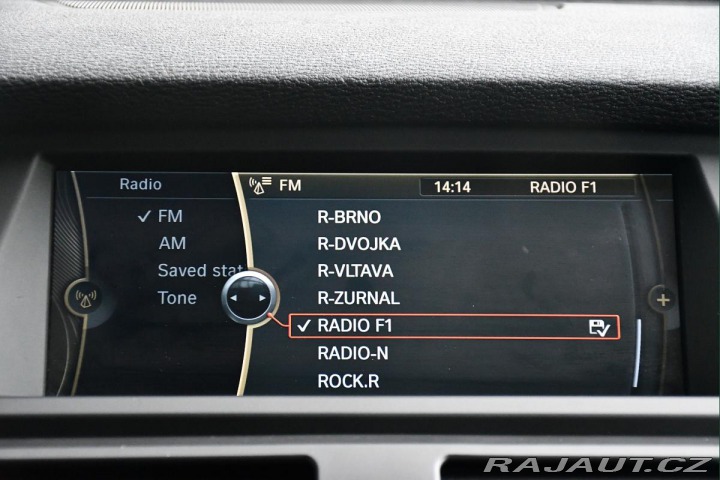 Radio
FM 14:14 RADIO F1
FM
AM
Saved stat
Tone
R-BRNO
R-DVOJKA
R-VLTAVA
R-ZURNAL
RADIO F1
RADIO-N
ROCK.R
RAJAUT.CZ